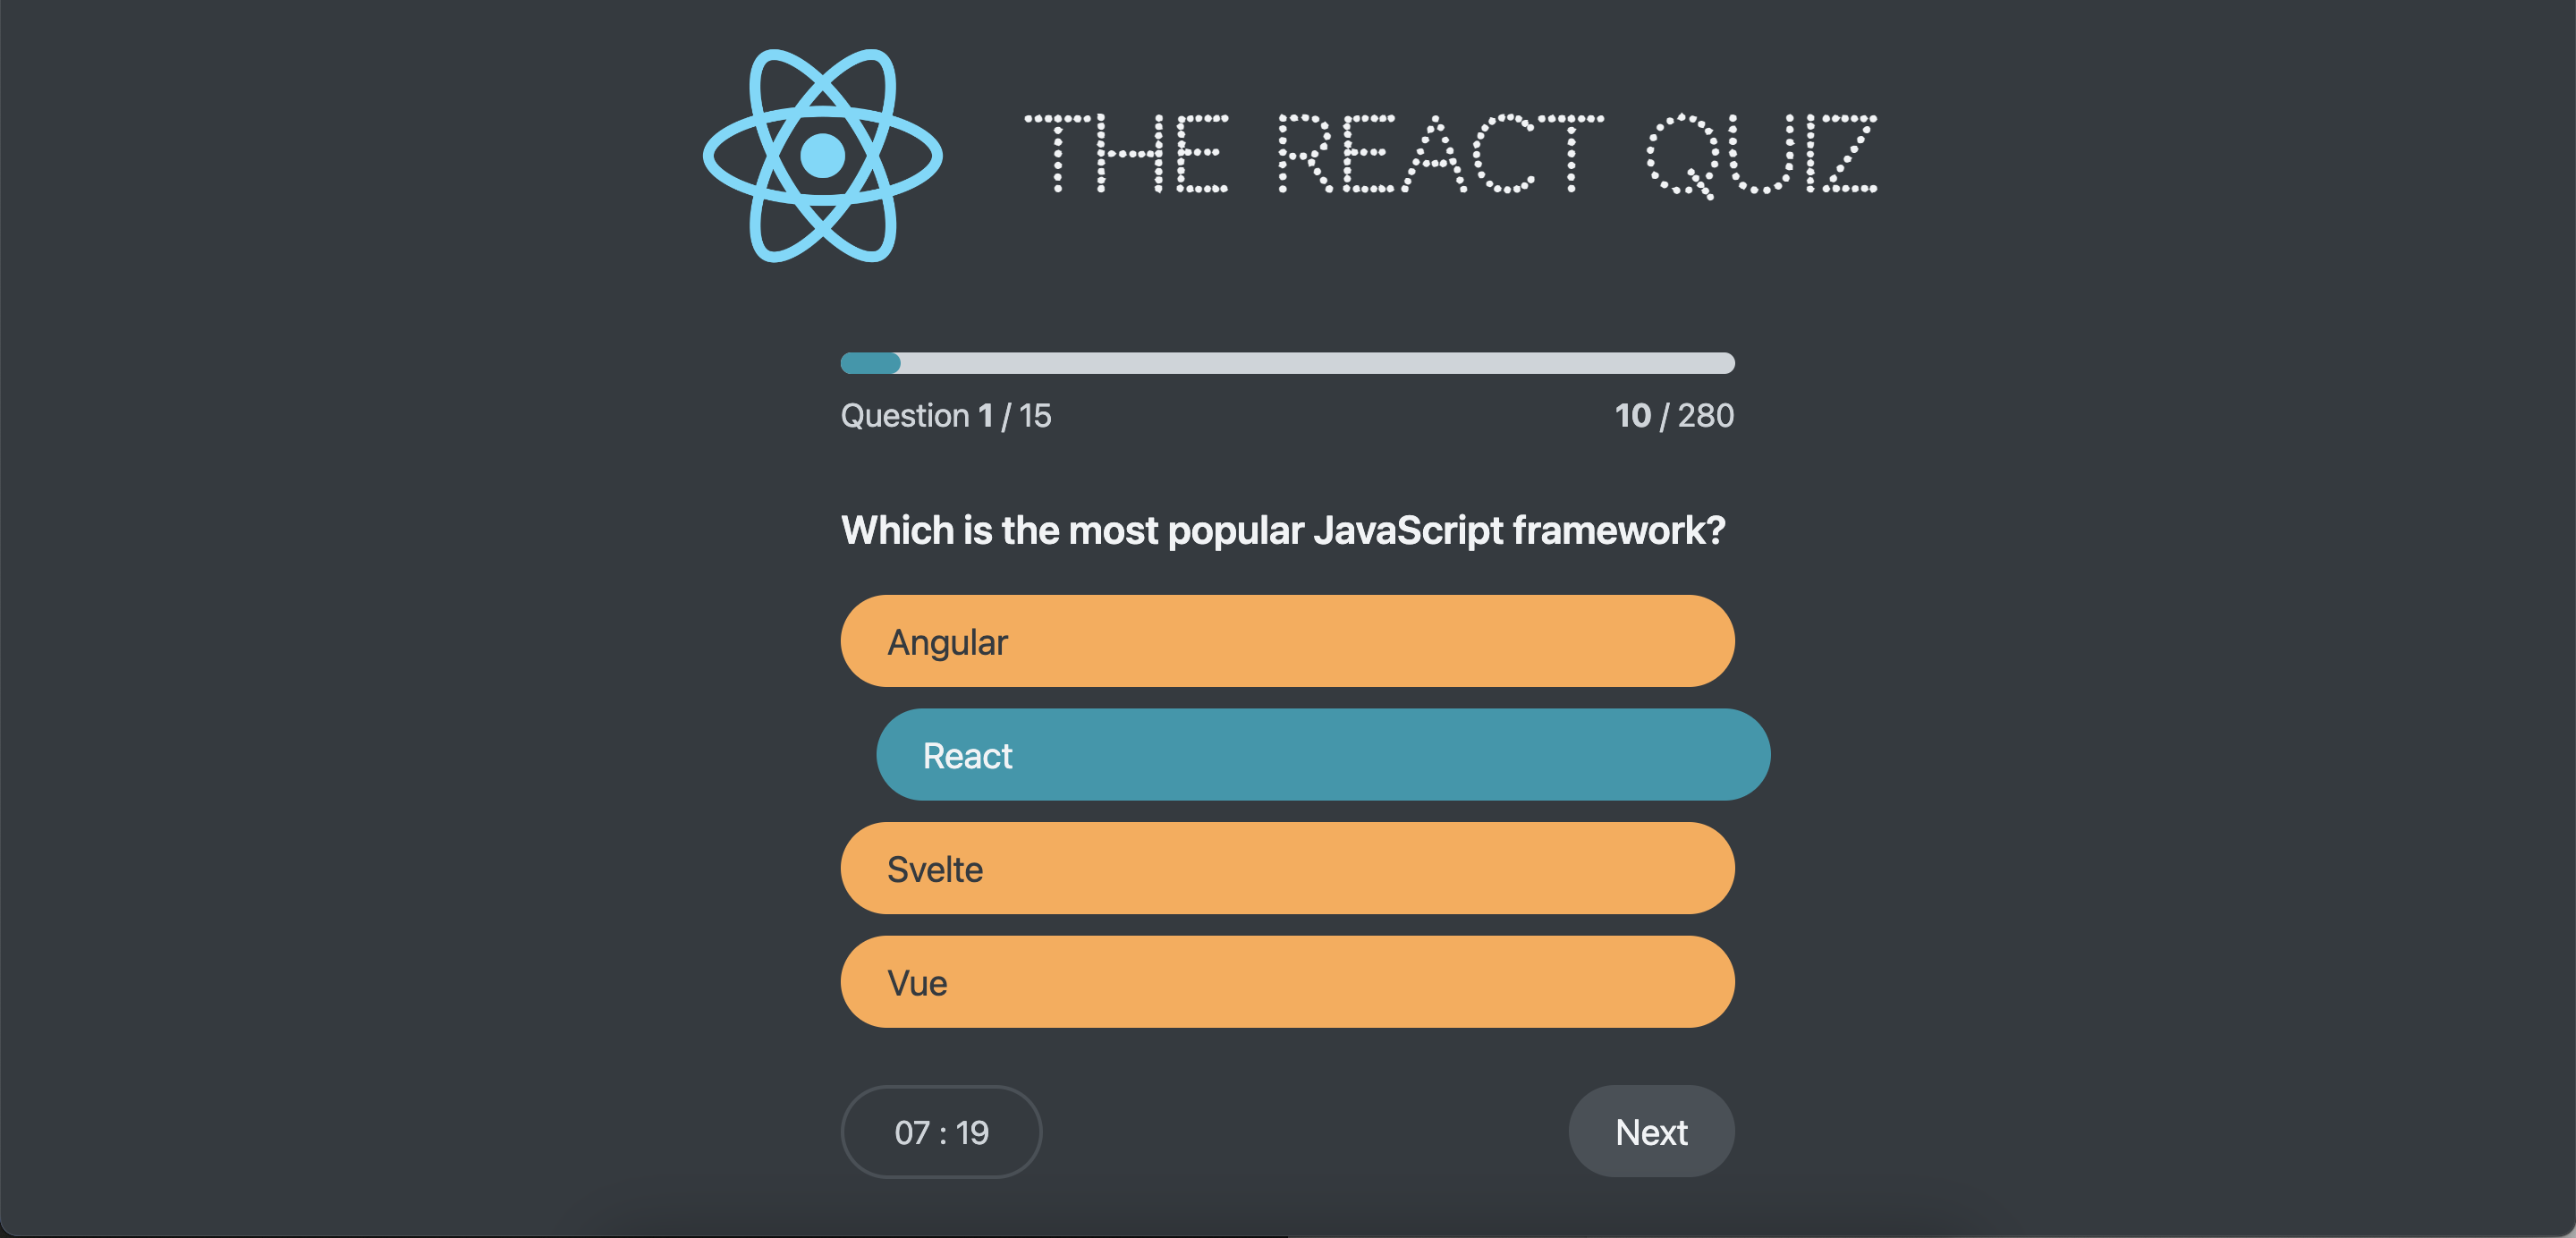 THE REACT QUIZ
Question 1 / 15
10 / 280
Which is the most popular JavaScript framework?
Angular
React
Svelte
Vue
07 : 19
Next